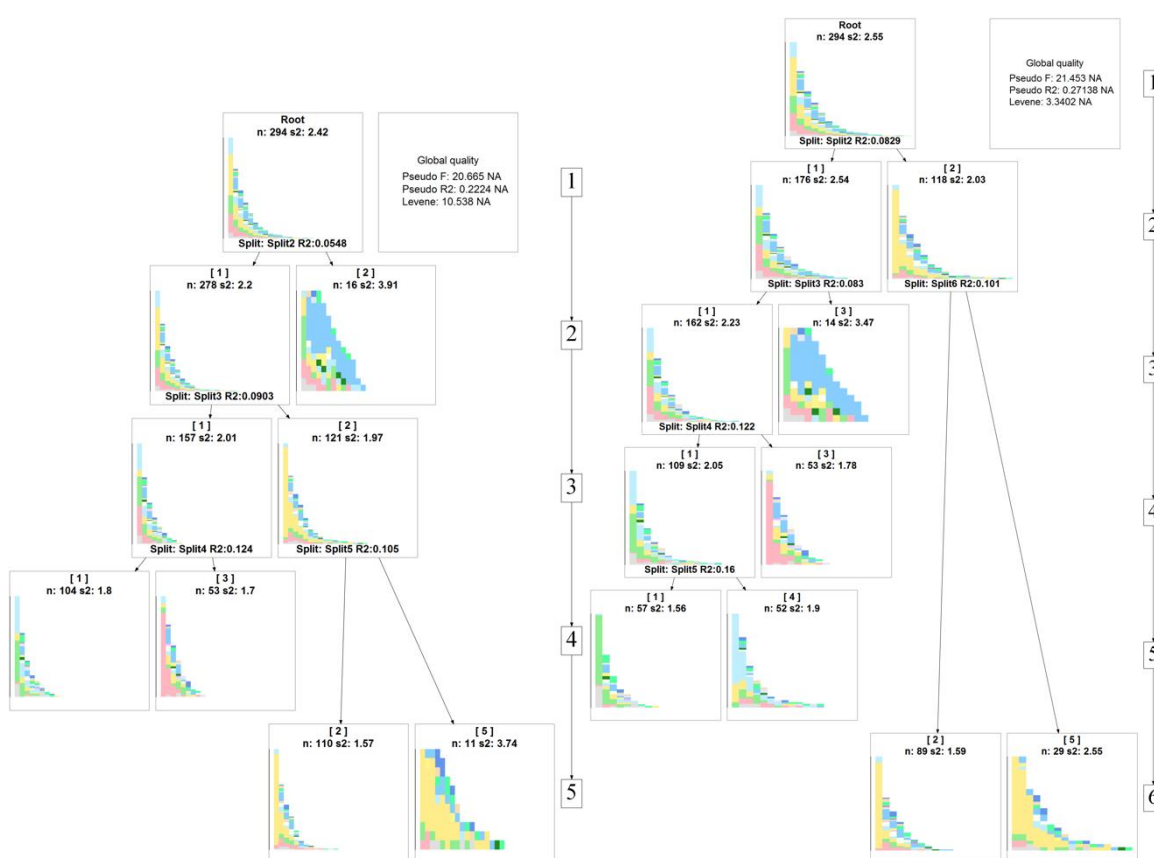 Root
n: 294 s2: 2.42
Split: Split2 R2:0.0548
Global quality
Pseudo F: 20.665 NA
Pseudo R2: 0.2224 NA
Levene: 10.538 NA
[ 1 ]
n: 278 s2: 2.2
Split: Split3 R2:0.0903
[ 2 ]
n: 16 s2: 3.91
[ 1 ]
n: 157 s2: 2.01
Split: Split4 R2:0.124
[ 2 ]
n: 121 s2: 1.97
Split: Split5 R2:0.105
[ 1 ]
n: 104 s2: 1.8
[ 3 ]
n: 53 s2: 1.7
[ 2 ]
n: 110 s2: 1.57
[ 5 ]
n: 11 s2: 3.74
1
2
3
4
5
Root
n: 294 s2: 2.55
Split: Split2 R2:0.0829
Global quality
Pseudo F: 21.453 NA
Pseudo R2: 0.27138 NA
Levene: 3.3402 NA
[ 1 ]
n: 176 s2: 2.54
Split: Split3 R2:0.083
[ 2 ]
n: 118 s2: 2.03
Split: Split6 R2:0.101
[ 1 ]
n: 162 s2: 2.23
Split: Split4 R2:0.122
[ 3 ]
n: 14 s2: 3.47
[ 1 ]
n: 109 s2: 2.05
Split: Split5 R2:0.16
[ 3 ]
n: 53 s2: 1.78
[ 1 ]
n: 57 s2: 1.56
[ 4 ]
n: 52 s2: 1.9
[ 2 ]
n: 89 s2: 1.59
[ 5 ]
n: 29 s2: 2.55
1
2
3
4
5
6